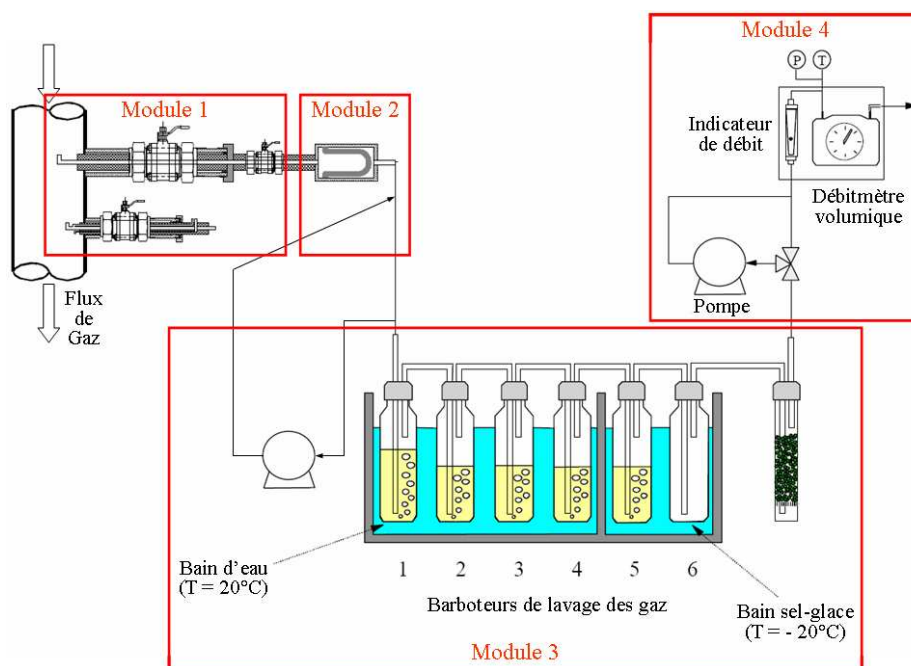 Module 4
P T
Module 1
Module 2
Indicateur
de débit
Débitmètre
volumique
Pompe
Flux
de
Gaz
Bain d'eau
(T = 20°C)
1 2 3 4 5 6
Barboteurs de lavage des gaz
Bain sel-glace
(T = - 20°C)
Module 3